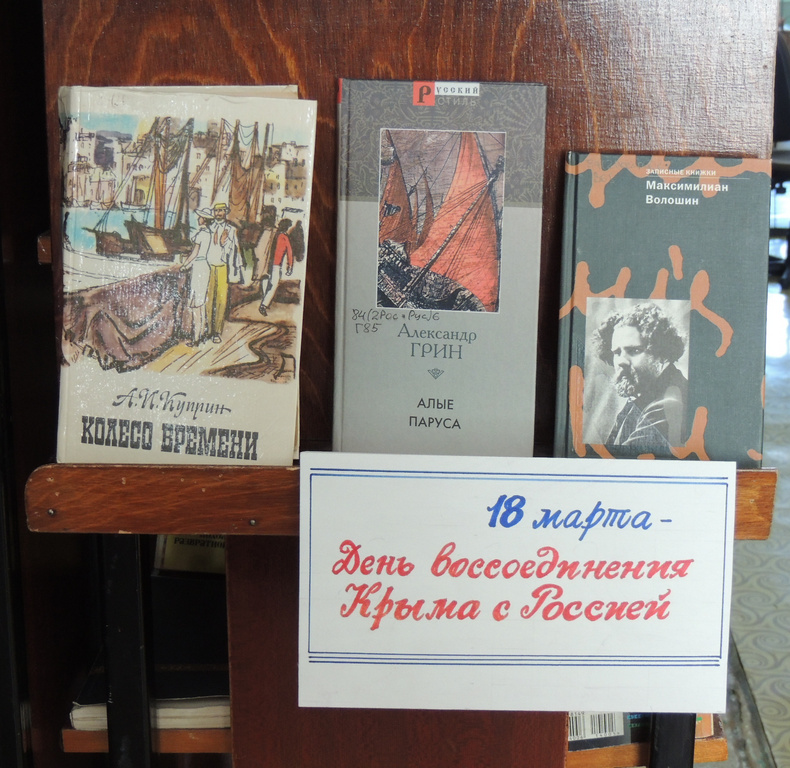 А.И.Куприн
КОЛЕСО ВРЕМЕНИ
Русский
стиль
84(2Рос=Рус)6
Г85
Александр
ГРИН
АЛЫЕ
ПАРУСА
ЗАПИСНЫЕ КНИЖКИ
Максимилиан
Волошин
18 марта -
День воссоединения
Крыма с Россией